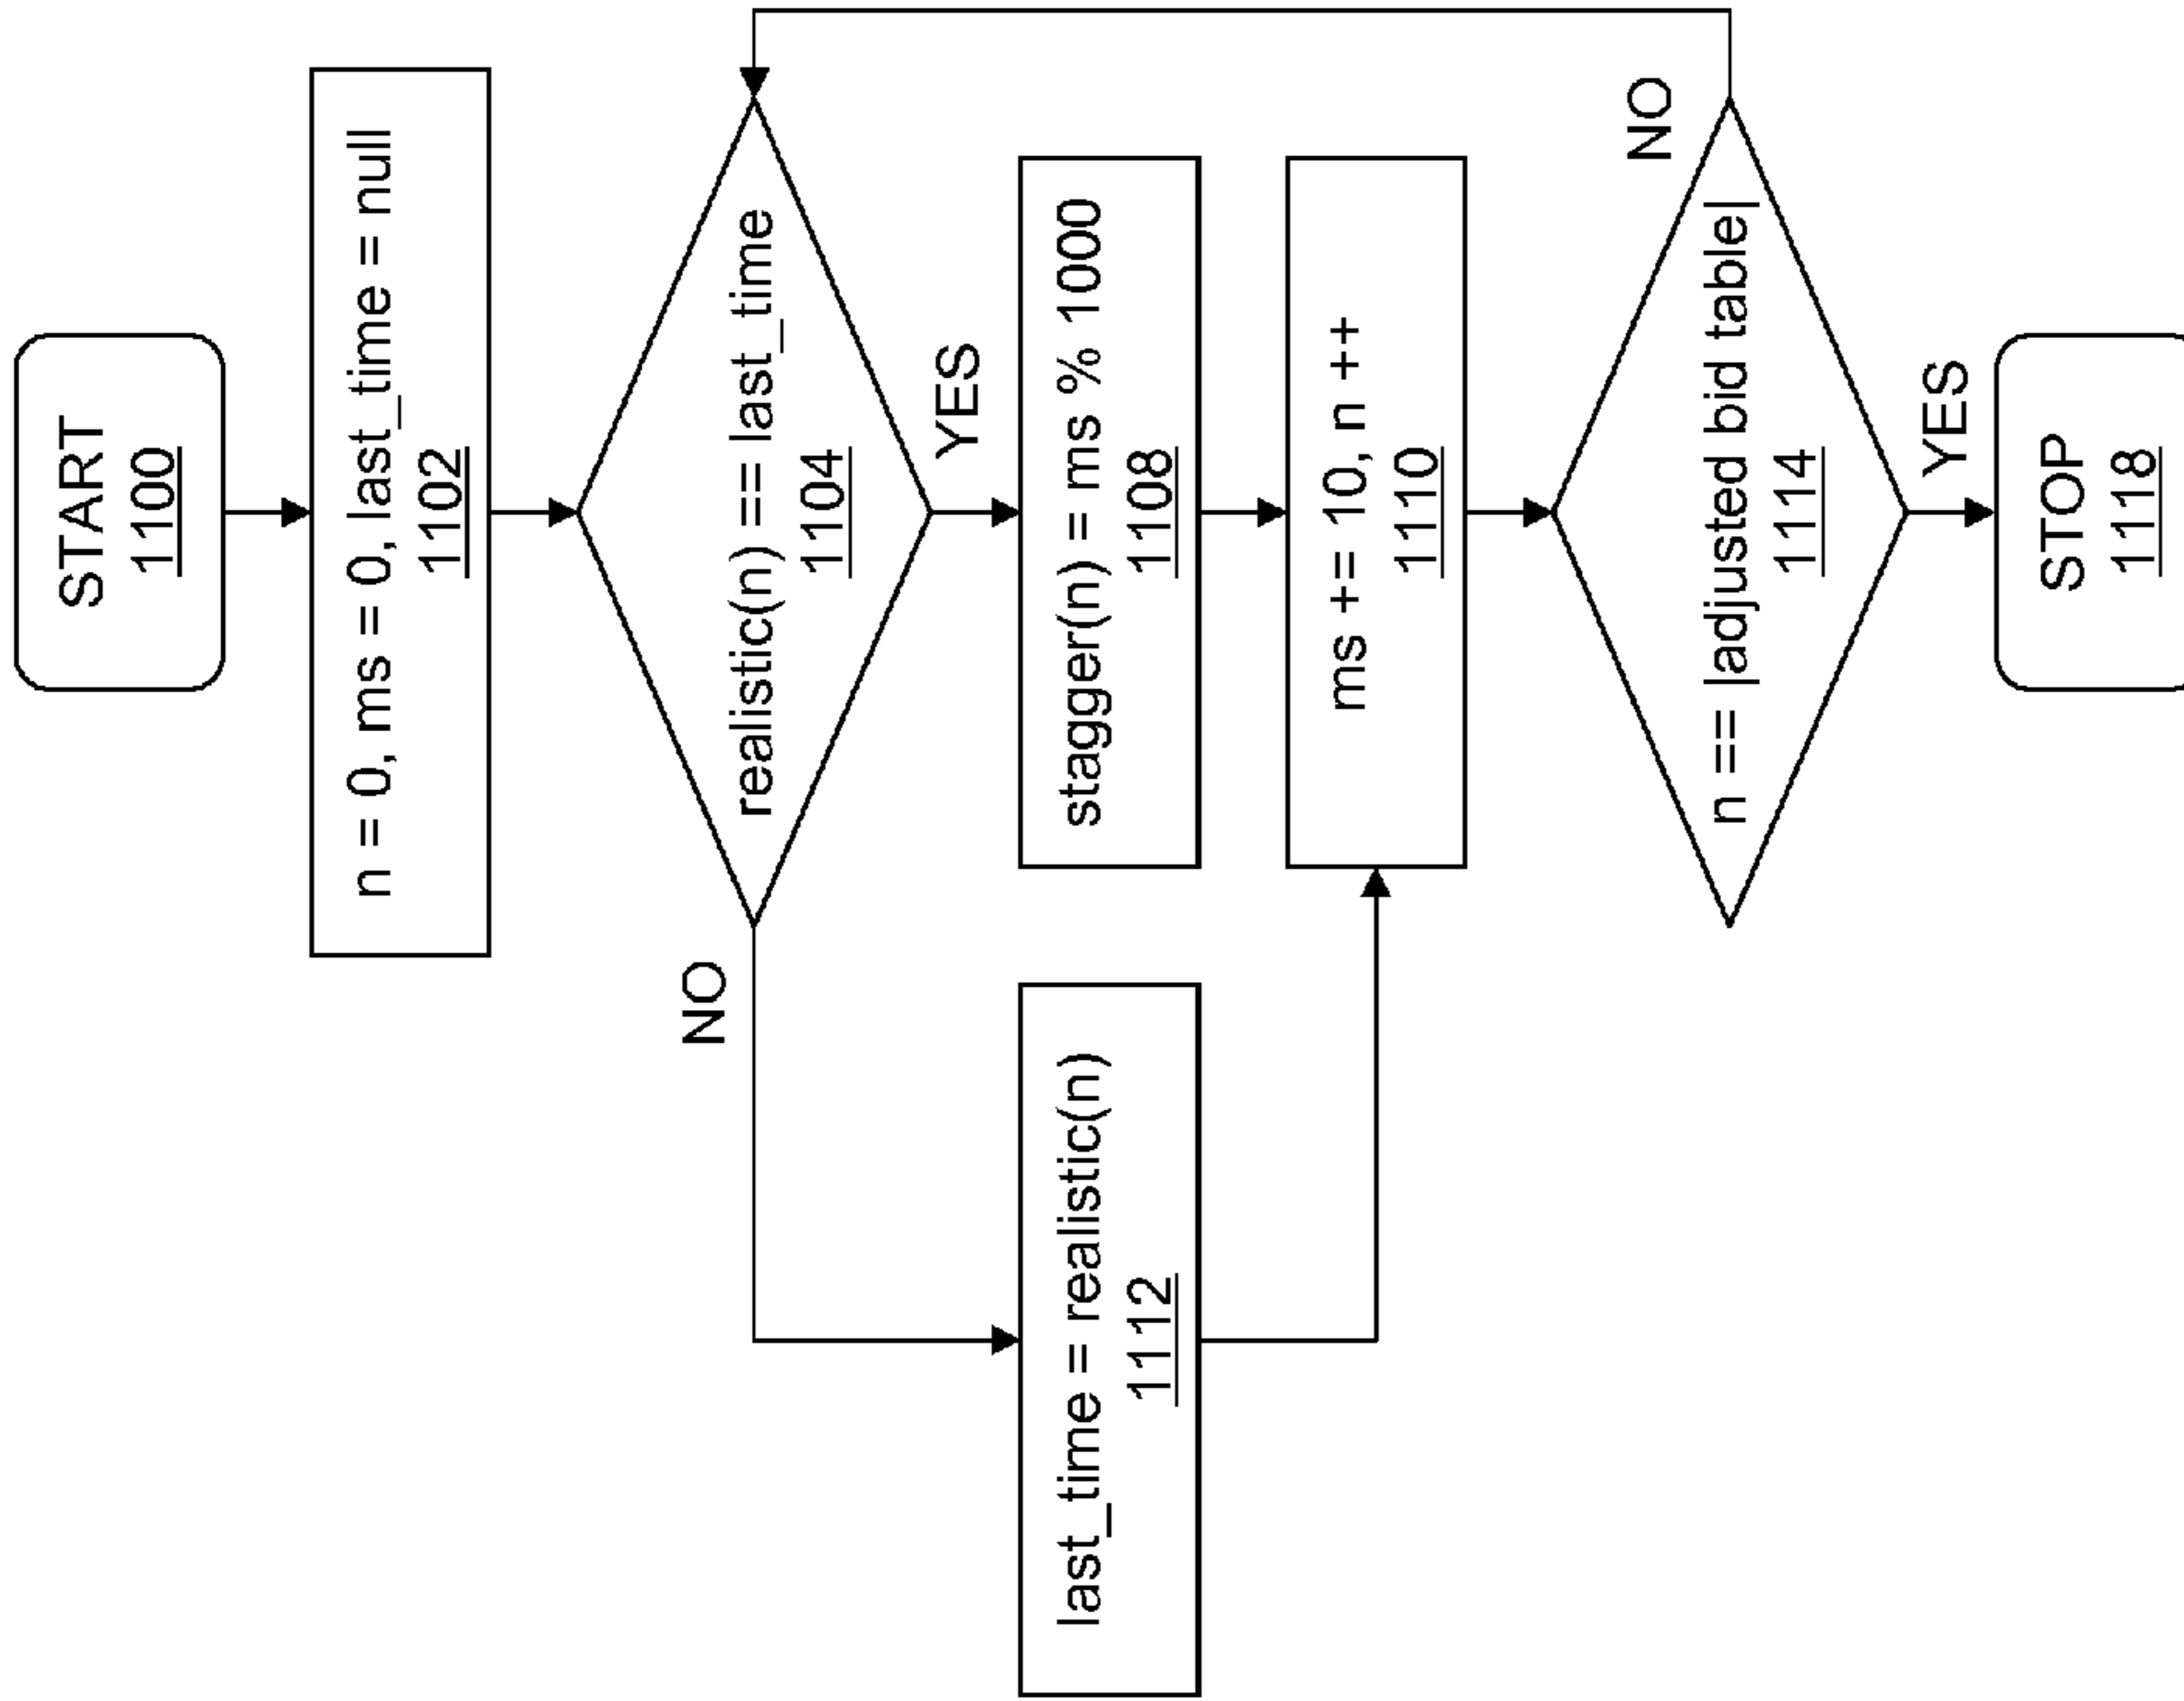 START
1100
n = 0, ms = 0, last_time = null
1102
realistic(n) == last_time
1104
NO
YES
last_time = realistic(n)
1112
stagger(n) = ms % 1000
1108
ms += 10, n ++
1110
n == |adjusted bid table|
1114
NO
YES
STOP
1118